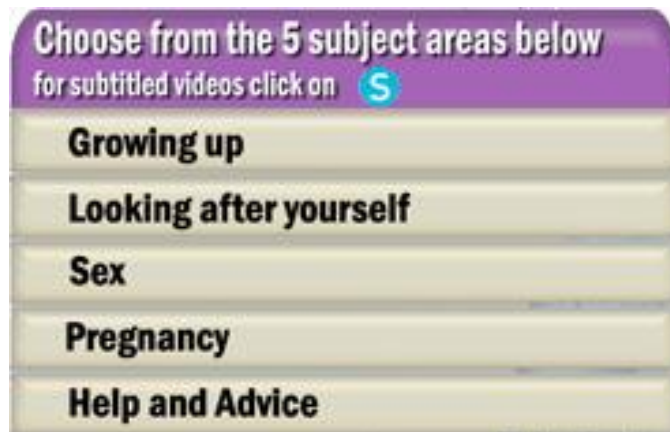 Choose from the 5 subject areas below
for subtitled videos click on S
Growing up
Looking after yourself
Sex
Pregnancy
Help and Advice